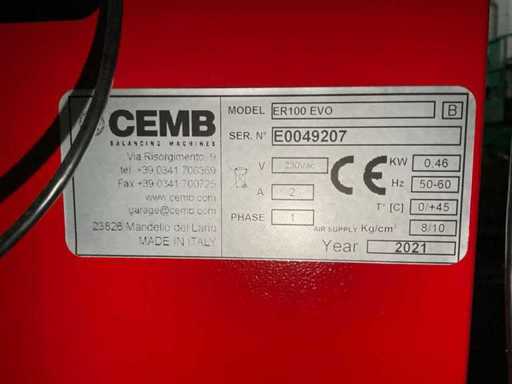 CEMB
BALANCING MACHINES
Via Risorgimento, 9
tel. +39 0341 706369
Fax +39 0341 700725
www.cemb.com
garage@cemb.com
23826 Mandello del Lario
MADE IN ITALY
MODEL ER100 EVO B
SER. N° E0049207
V 230Vac KW 0,46
A 2 Hz 50-60
PHASE 1 T° [C] 0/+45
AIR SUPPLY Kg/cm² 8/10
CE
Year 2021